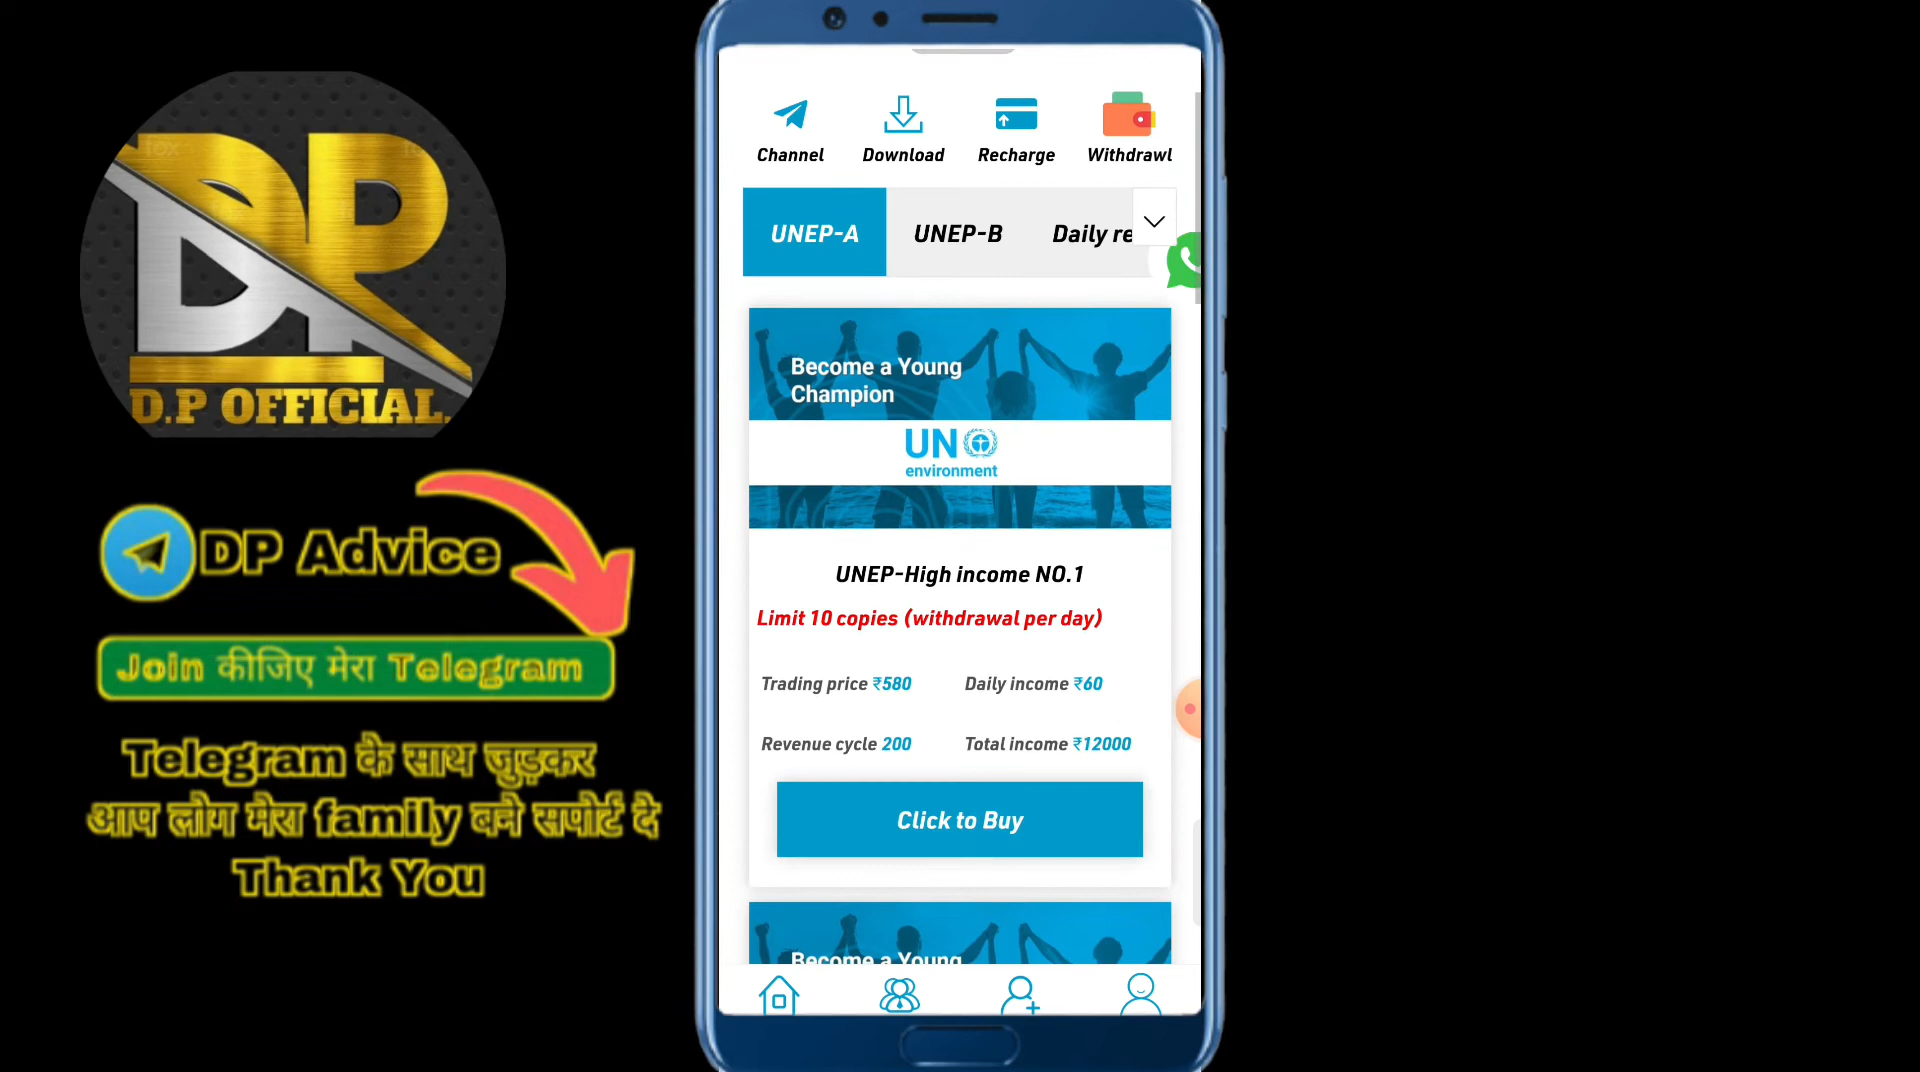 D.P OFFICIAL.
DP Advice
Join कीजिए मेरा Telegram
Telegram के साथ जुड़कर
आप लोग मेरा family बने सपोर्ट दे
Thank You
Channel
Download
Recharge
Withdrawl
UNEP-A
UNEP-B
Daily re
Become a Young
Champion
UN
environment
UNEP-High income NO.1
Limit 10 copies (withdrawal per day)
Trading price ₹580
Daily income ₹60
Revenue cycle 200
Total income ₹12000
Click to Buy
Become a Young